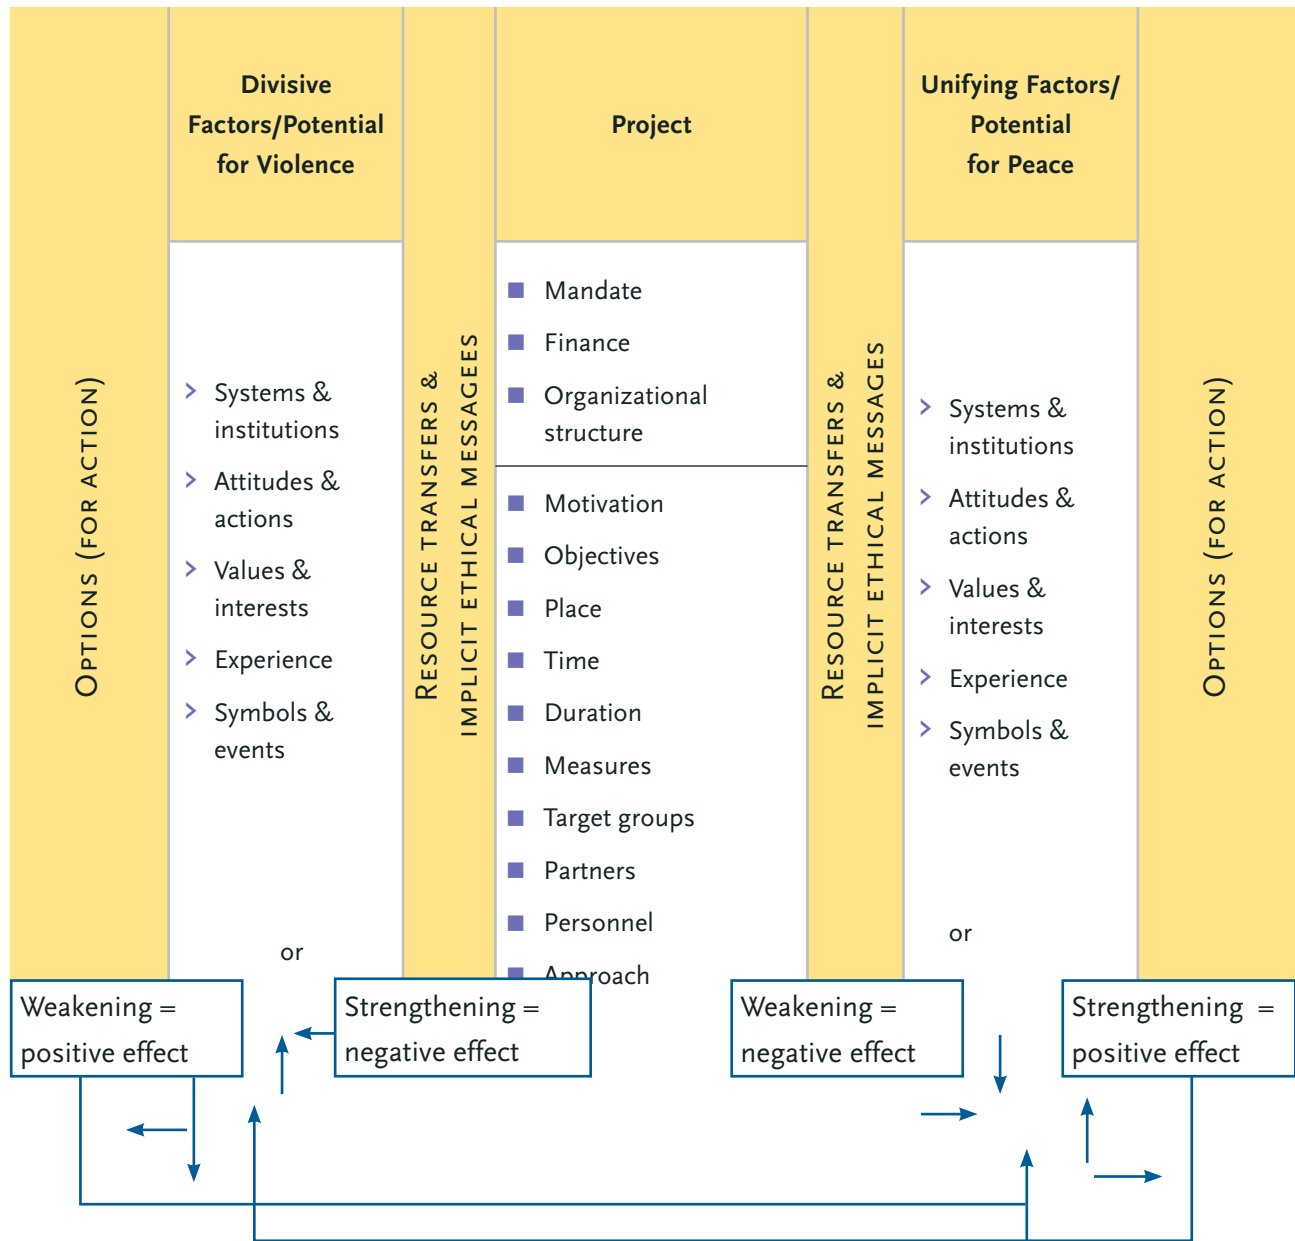 Divisive
Factors/Potential
for Violence
Project
Unifying Factors/
Potential
for Peace
Options (for action)
> Systems &
institutions
> Attitudes &
actions
> Values &
interests
> Experience
> Symbols &
events
or
Resource transfers &
implicit ethical messagees
■ Mandate
■ Finance
■ Organizational
structure
■ Motivation
■ Objectives
■ Place
■ Time
■ Duration
■ Measures
■ Target groups
■ Partners
■ Personnel
■ Approach
Resource transfers &
implicit ethical messages
> Systems &
institutions
> Attitudes &
actions
> Values &
interests
> Experience
> Symbols &
events
or
Options (for action)
Weakening =
positive effect
Strengthening =
negative effect
Weakening =
negative effect
Strengthening =
positive effect